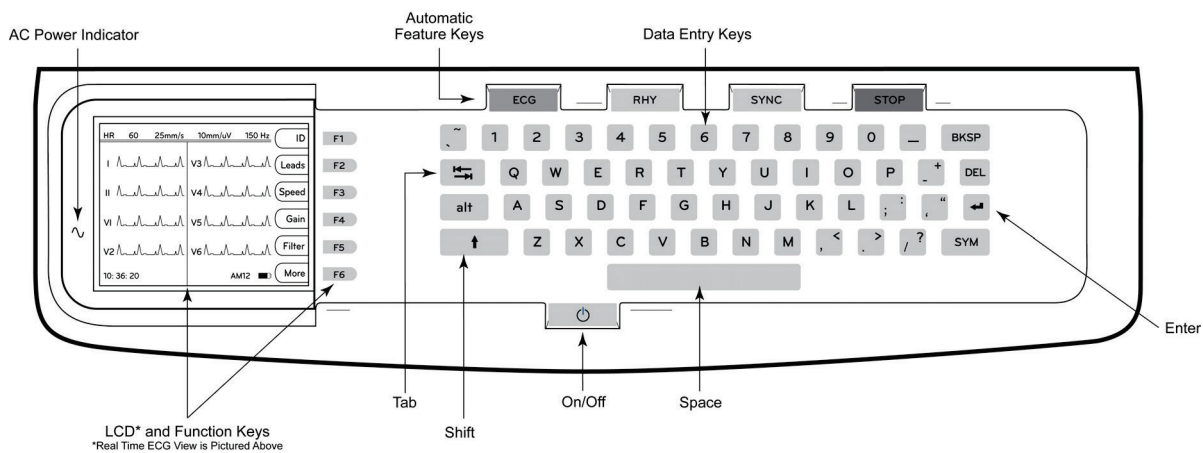 AC Power Indicator
Automatic
Feature Keys
Data Entry Keys
ECG
RHY
SYNC
STOP
HR 60 25mm/s 10mm/uV 150 Hz
ID
Leads
Speed
Gain
Filter
More
I
V3
II
V4
VI
V5
V2
V6
10: 36: 20
AM12
F1
F2
F3
F4
F5
F6
~ ` 1 2 3 4 5 6 7 8 9 0 _ BKSP
Q W E R T Y U I O P - + DEL
alt A S D F G H J K L ; : , “
Z X C V B N M , < . > / ? SYM
Enter
Tab
Shift
On/Off
Space
LCD* and Function Keys
*Real Time ECG View is Pictured Above